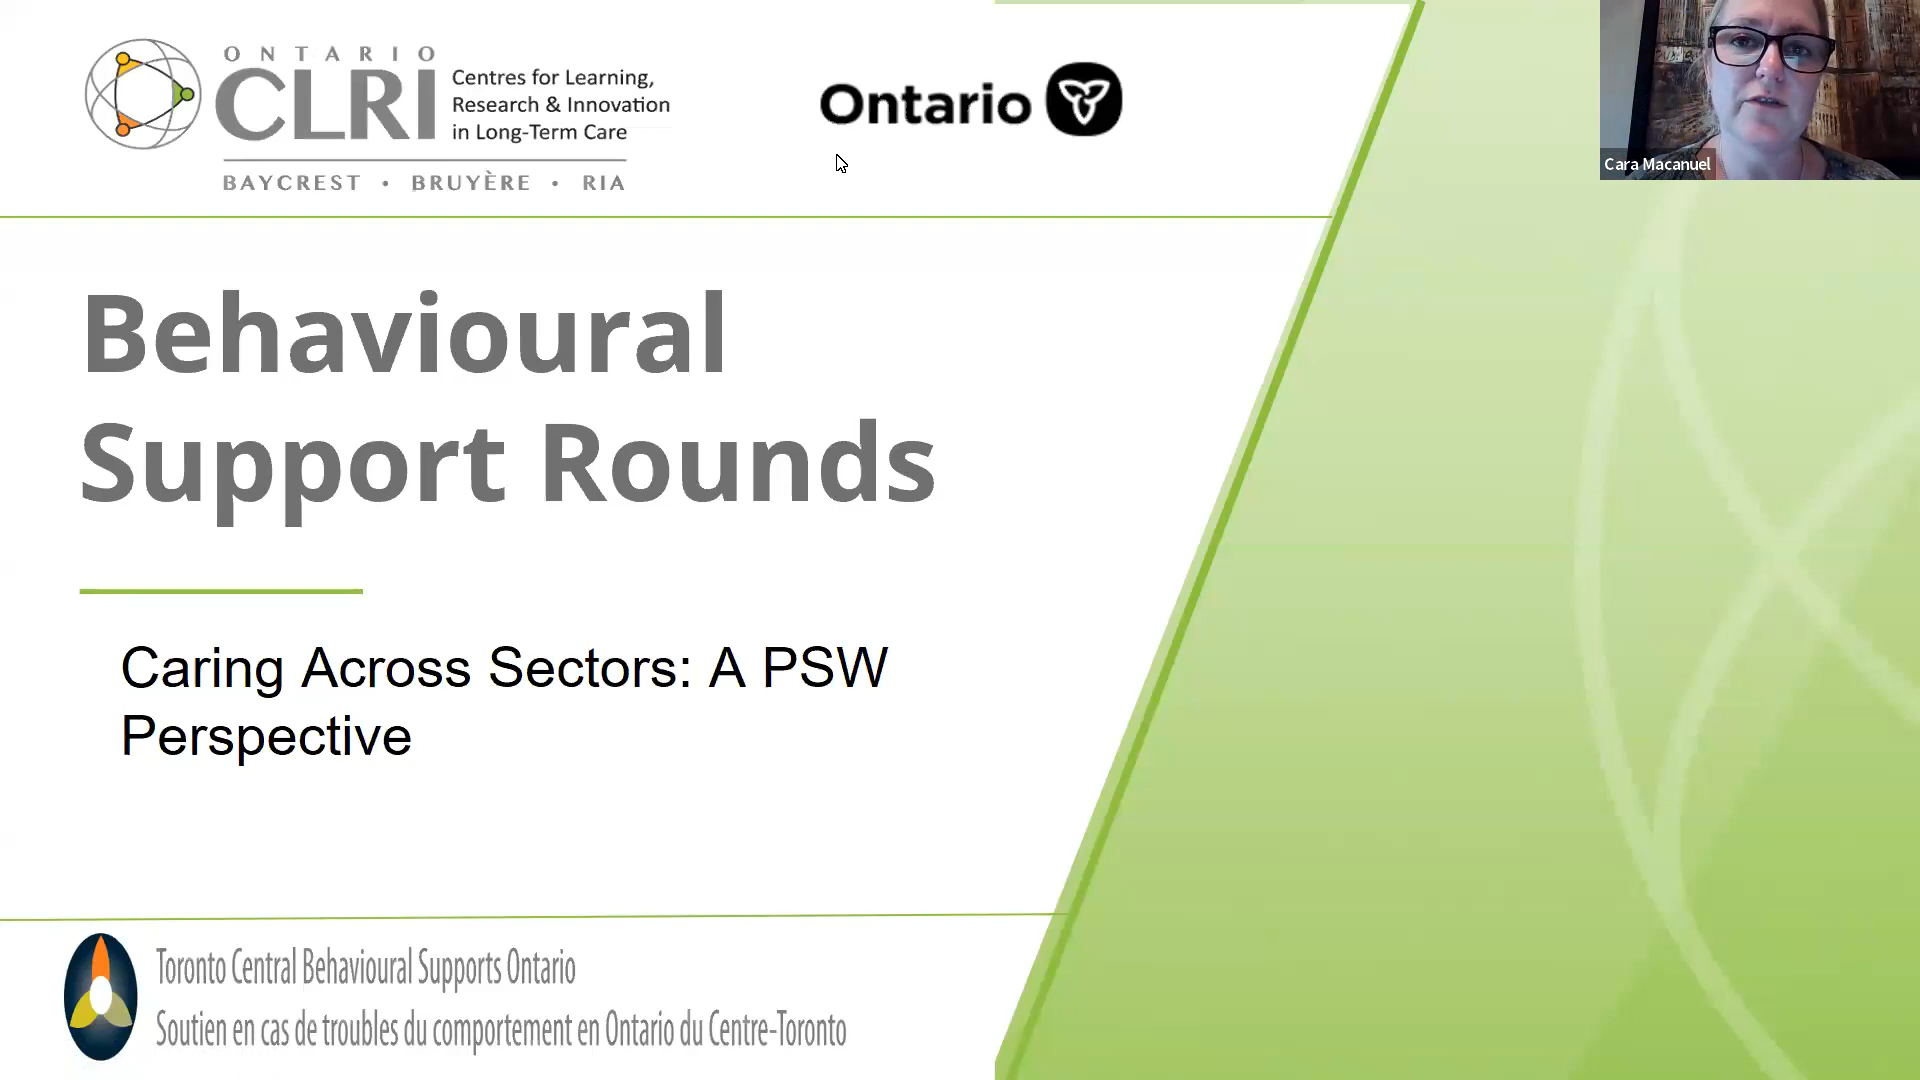 ONTARIO
CLRI
Centres for Learning,
Research & Innovation
in Long-Term Care
BAYCREST • BRUYÈRE • RIA
Ontario
Cara Macanuel
Behavioural
Support Rounds
Caring Across Sectors: A PSW
Perspective
Toronto Central Behavioural Supports Ontario
Soutien en cas de troubles du comportement en Ontario du Centre-Toronto